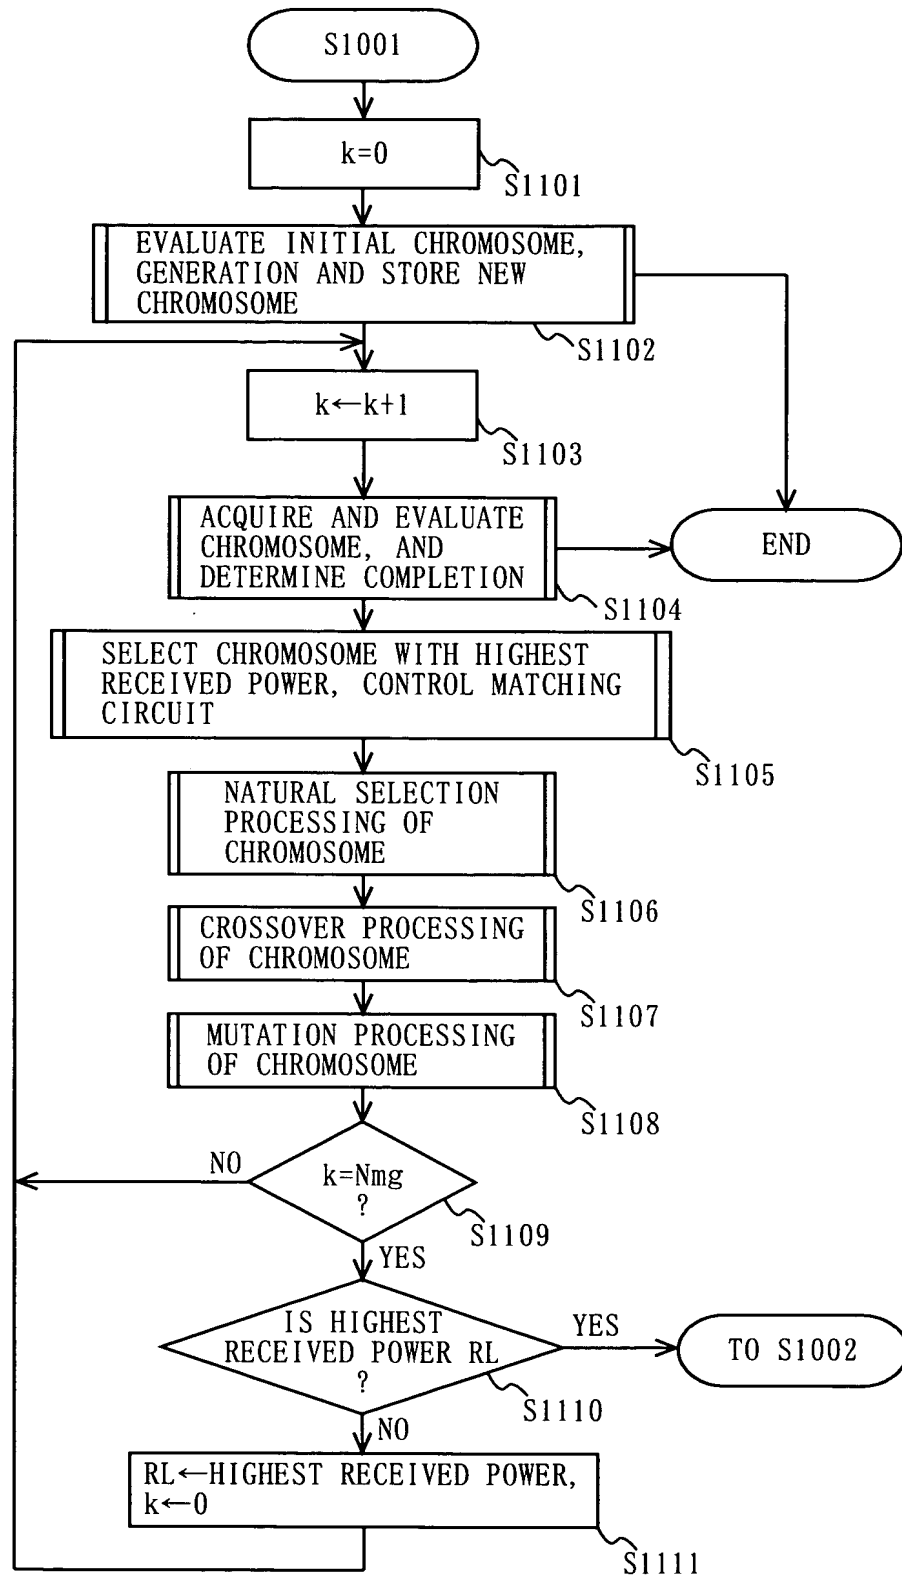 S1001
k=0
S1101
EVALUATE INITIAL CHROMOSOME,
GENERATION AND STORE NEW
CHROMOSOME
S1102
k←k+1
S1103
ACQUIRE AND EVALUATE
CHROMOSOME, AND
DETERMINE COMPLETION
S1104
END
SELECT CHROMOSOME WITH HIGHEST
RECEIVED POWER, CONTROL MATCHING
CIRCUIT
S1105
NATURAL SELECTION
PROCESSING OF
CHROMOSOME
S1106
CROSSOVER PROCESSING
OF CHROMOSOME
S1107
MUTATION PROCESSING
OF CHROMOSOME
S1108
NO
k=Nmg
?
S1109
YES
IS HIGHEST
RECEIVED POWER RL
?
S1110
YES
TO S1002
NO
RL←HIGHEST RECEIVED POWER,
k←0
S1111